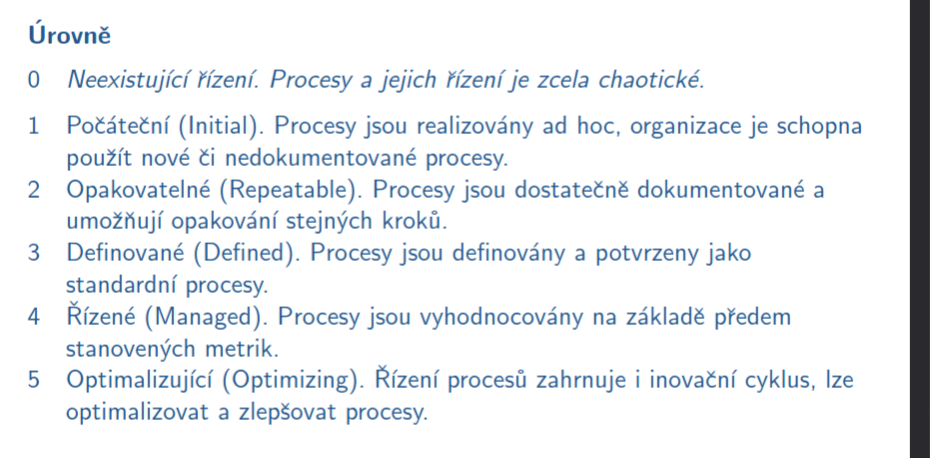 Úrovně
0 Neexistující řízení. Procesy a jejich řízení je zcela chaotické.
1 Počáteční (Initial). Procesy jsou realizovány ad hoc, organizace je schopna
použít nové či nedokumentované procesy.
2 Opakovatelné (Repeatable). Procesy jsou dostatečně dokumentované a
umožňují opakování stejných kroků.
3 Definované (Defined). Procesy jsou definovány a potvrzeny jako
standardní procesy.
4 Řízené (Managed). Procesy jsou vyhodnocovány na základě předem
stanovených metrik.
5 Optimalizující (Optimizing). Řízení procesů zahrnuje i inovační cyklus, lze
optimalizovat a zlepšovat procesy.